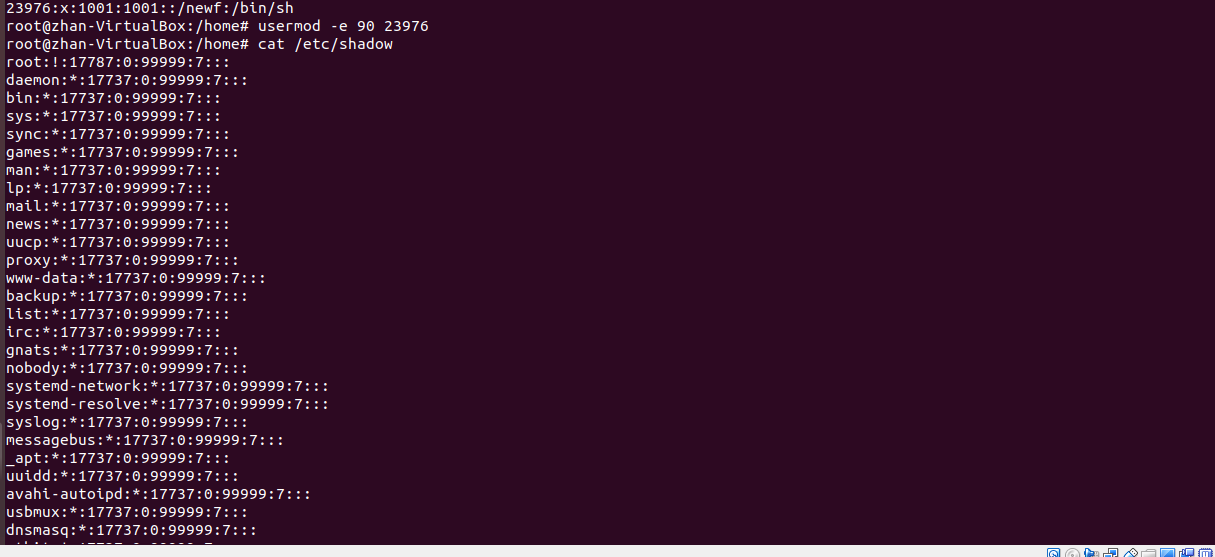 23976:x:1001:1001::/newf:/bin/sh
root@zhan-VirtualBox:/home# usermod -e 90 23976
root@zhan-VirtualBox:/home# cat /etc/shadow
root:!:17787:0:99999:7:::
daemon:*:17737:0:99999:7:::
bin:*:17737:0:99999:7:::
sys:*:17737:0:99999:7:::
sync:*:17737:0:99999:7:::
games:*:17737:0:99999:7:::
man:*:17737:0:99999:7:::
lp:*:17737:0:99999:7:::
mail:*:17737:0:99999:7:::
news:*:17737:0:99999:7:::
uucp:*:17737:0:99999:7:::
proxy:*:17737:0:99999:7:::
www-data:*:17737:0:99999:7:::
backup:*:17737:0:99999:7:::
list:*:17737:0:99999:7:::
irc:*:17737:0:99999:7:::
gnats:*:17737:0:99999:7:::
nobody:*:17737:0:99999:7:::
systemd-network:*:17737:0:99999:7:::
systemd-resolve:*:17737:0:99999:7:::
syslog:*:17737:0:99999:7:::
messagebus:*:17737:0:99999:7:::
_apt:*:17737:0:99999:7:::
uuidd:*:17737:0:99999:7:::
avahi-autoipd:*:17737:0:99999:7:::
usbmux:*:17737:0:99999:7:::
dnsmasq:*:17737:0:99999:7:::